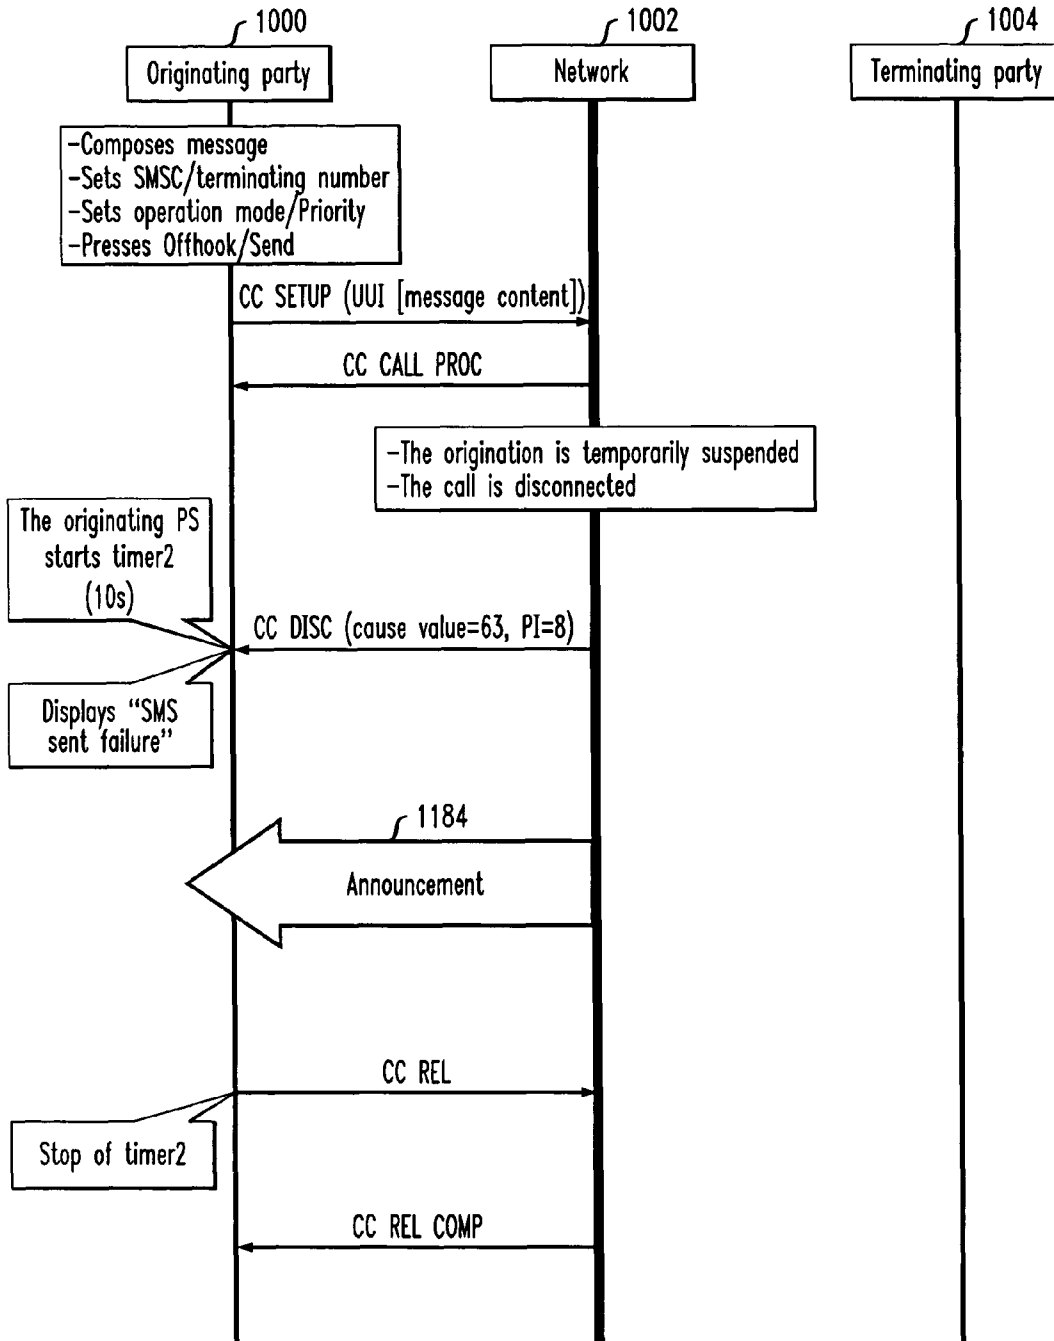 1000
1002
1004
Originating party
Network
Terminating party
-Composes message
-Sets SMSC/terminating number
-Sets operation mode/Priority
-Presses Offhook/Send
CC SETUP (UUI [message content])
CC CALL PROC
-The origination is temporarily suspended
-The call is disconnected
The originating PS
starts timer2
(10s)
CC DISC (cause value=63, PI=8)
Displays “SMS
sent failure”
1184
Announcement
CC REL
Stop of timer2
CC REL COMP